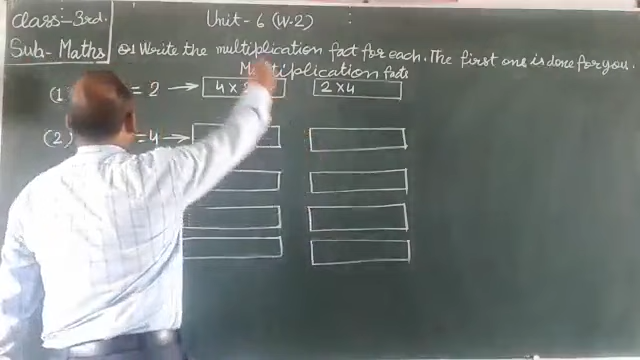 Class:- 3rd.
Unit - 6 (W.2)
Sub - Maths
Q1 Write the multiplication fact for each. The first one is done for you.
Multiplication facts
(1) = 2 → 4 × 2 × 4
(2) = 4 →